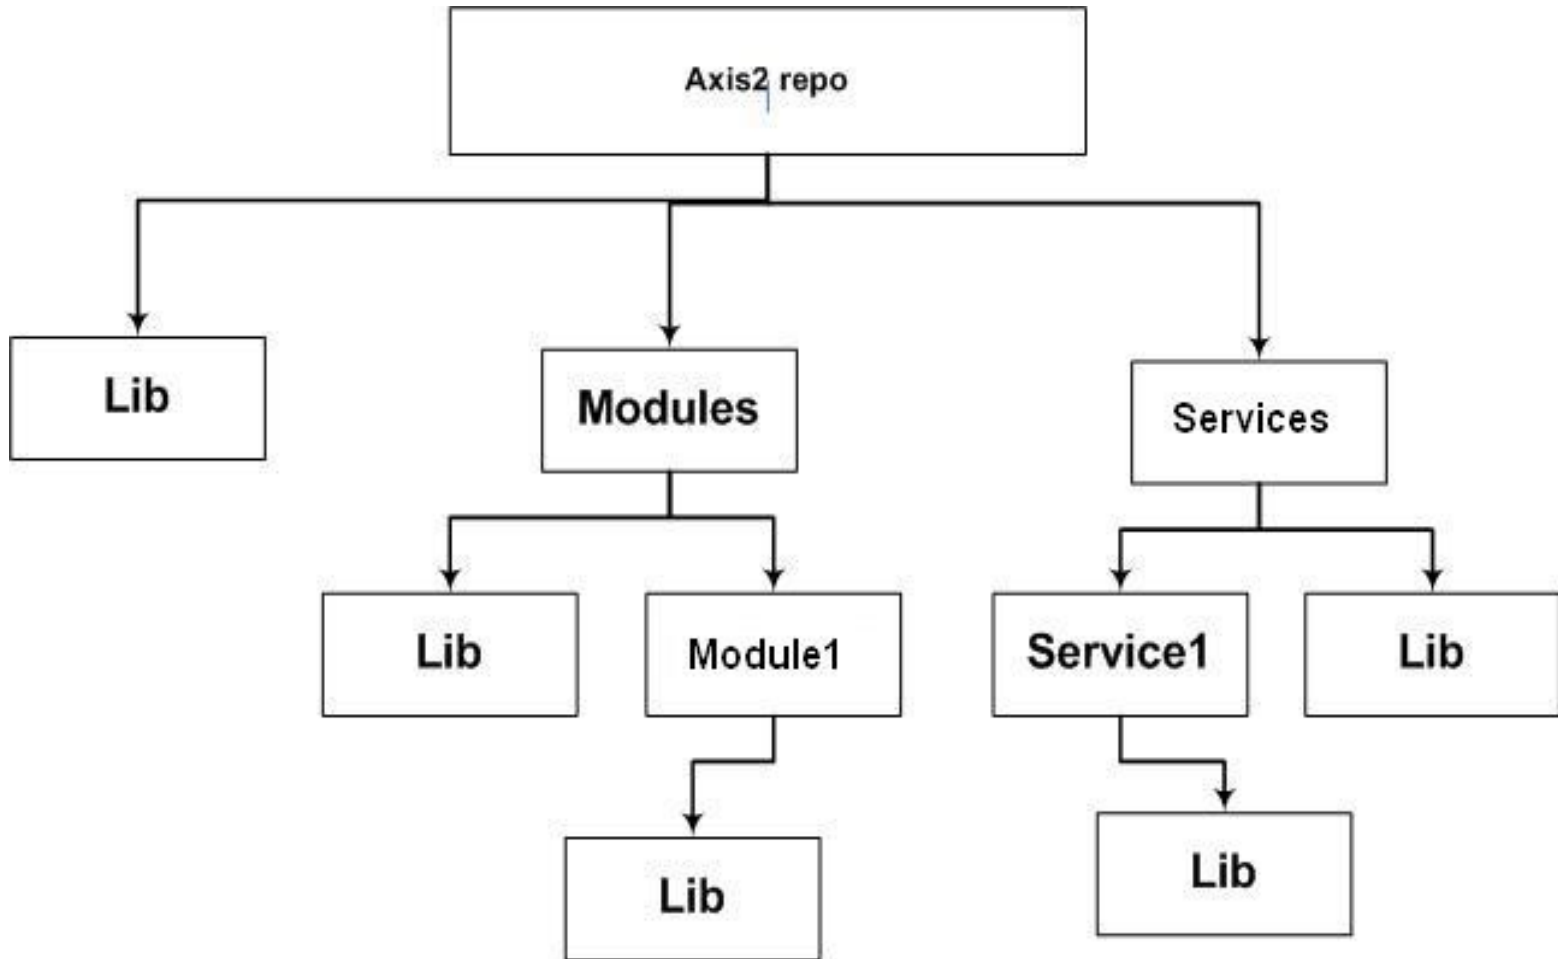 Axis2 repo
Lib
Modules
Services
Lib
Module1
Service1
Lib
Lib
Lib